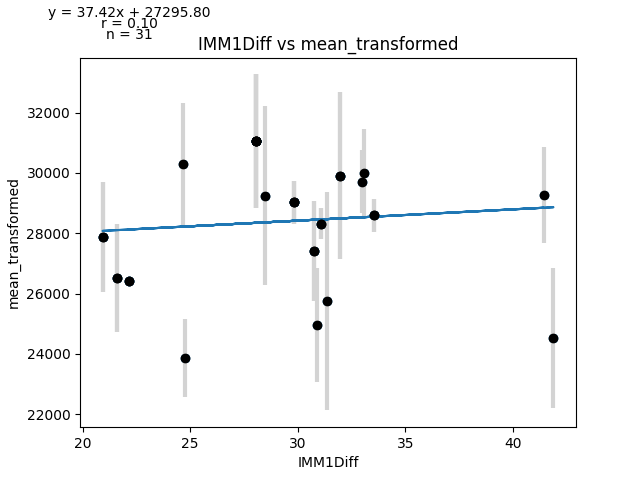 y = 37.42x + 27295.80
r = 0.10
n = 31
IMM1Diff vs mean_transformed
32000
30000
28000
26000
24000
22000
mean_transformed
20
25
30
35
40
IMM1Diff